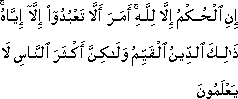 إِنِ ٱلْحُكْمُ إِلَّا لِلَّهِ ۚ أَمَرَ أَلَّا تَعْبُدُوٓا۟ إِلَّآ إِيَّاهُ ۚ
ذَٰلِكَ ٱلدِّينُ ٱلْقَيِّمُ وَلَـٰكِنَّ أَكْثَرَ ٱلنَّاسِ لَا
يَعْلَمُونَ